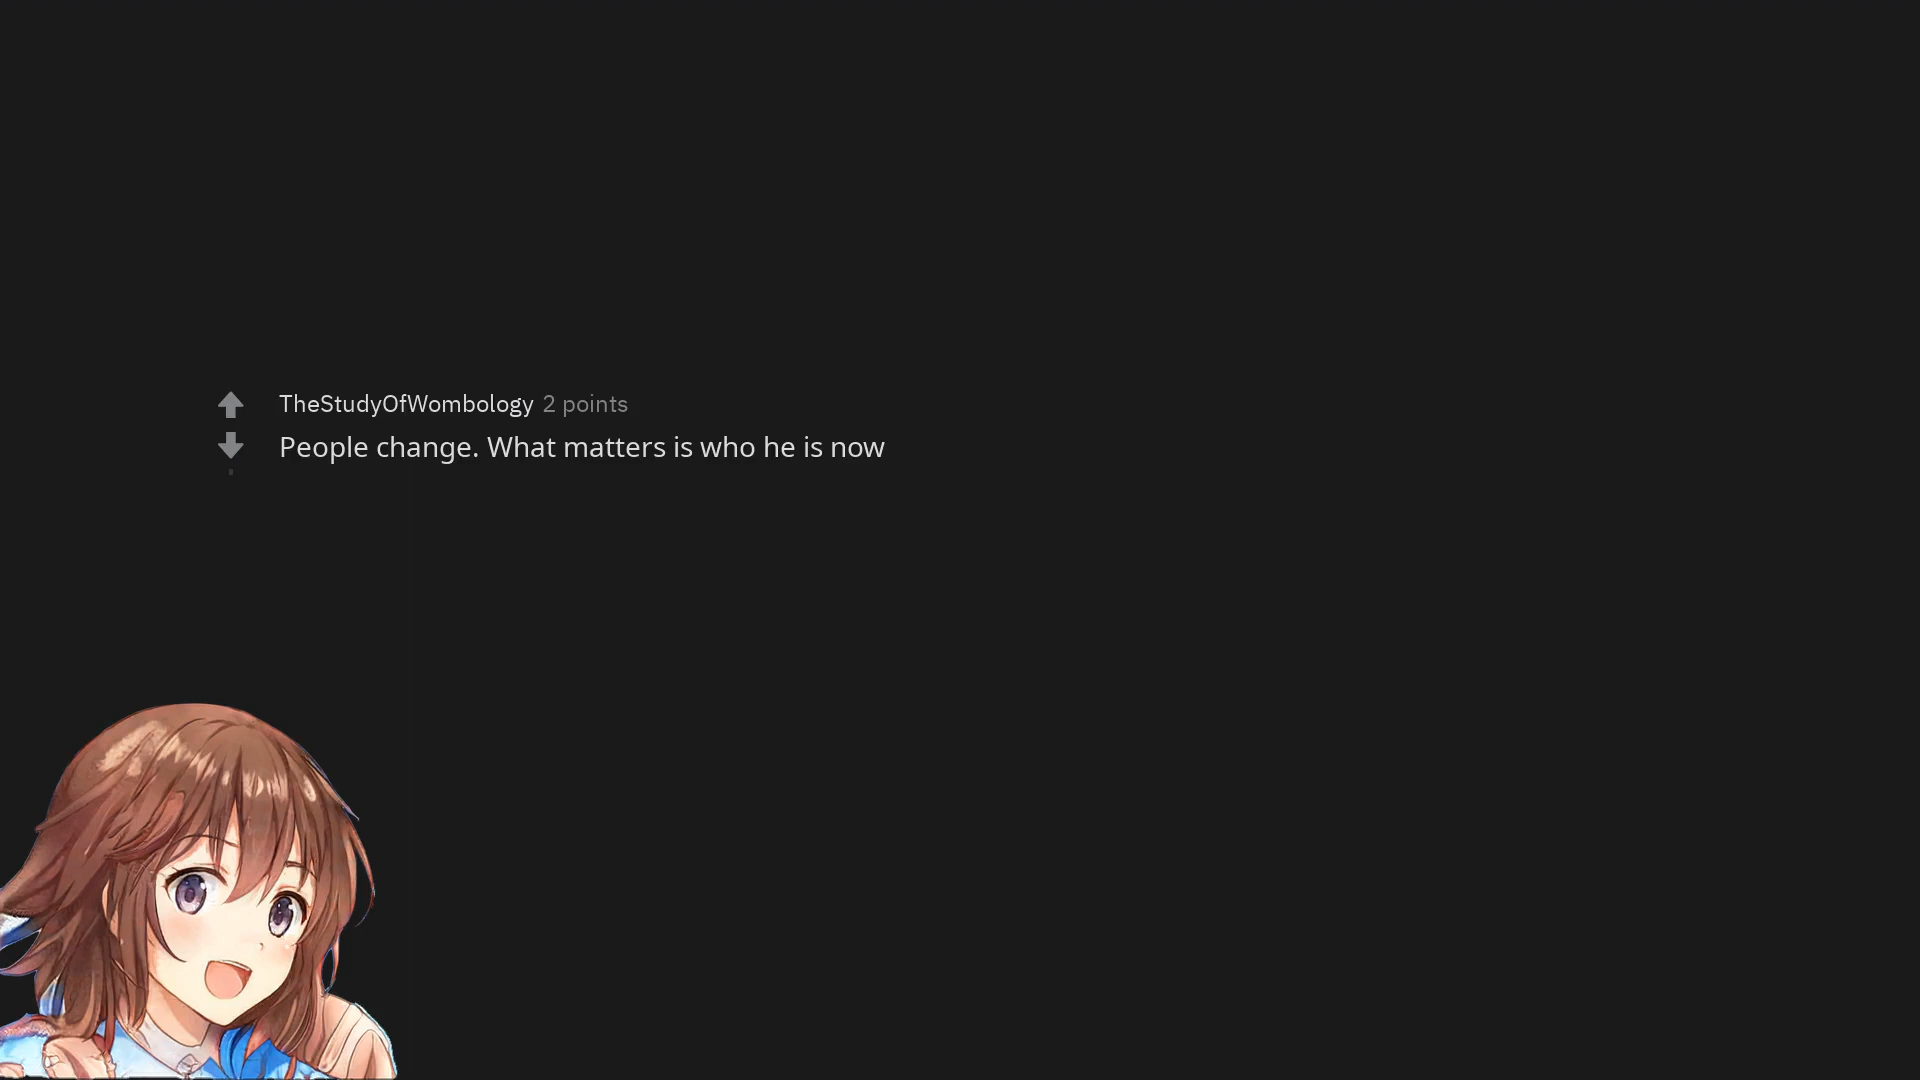 TheStudyOfWombology 2 points
People change. What matters is who he is now